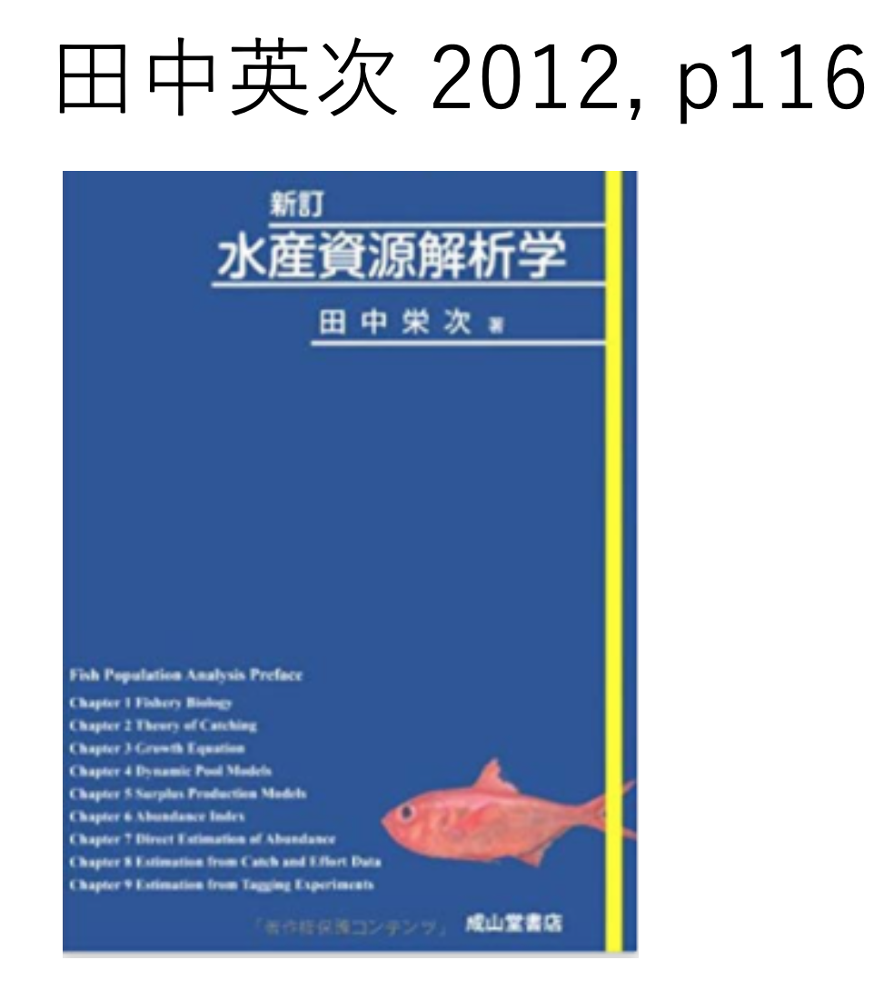 田中英次 2012, p116
新訂
水産資源解析学
田中栄次 著
Fish Population Analysis Preface
Chapter 1 Fishery Biology
Chapter 2 Theory of Catching
Chapter 3 Growth Equation
Chapter 4 Dynamic Pool Models
Chapter 5 Surplus Production Models
Chapter 6 Abundance Index
Chapter 7 Direct Estimation of Abundance
Chapter 8 Estimation from Catch and Effort Data
Chapter 9 Estimation from Tagging Experiments
「著作権保護コンテンツ」 成山堂書店